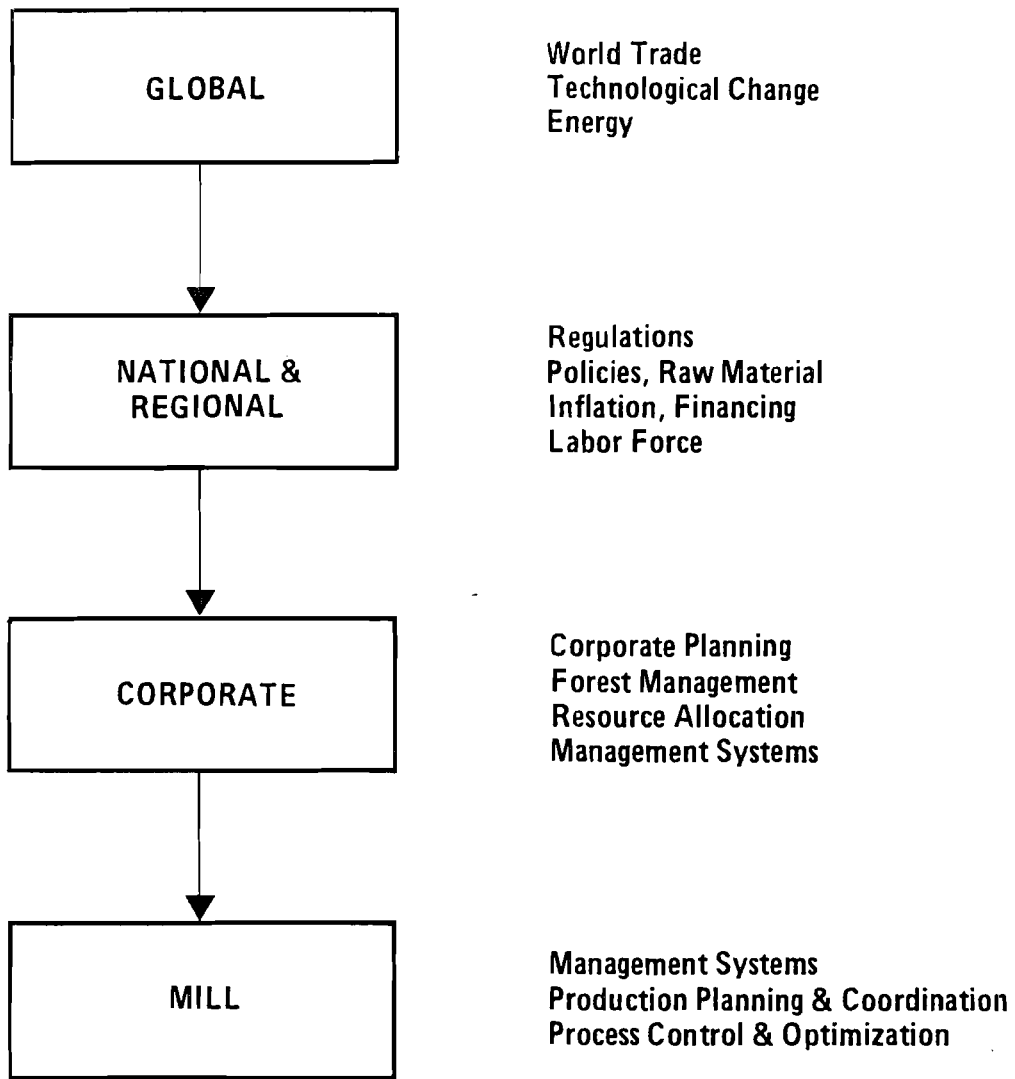 GLOBAL
World Trade
Technological Change
Energy
NATIONAL &
REGIONAL
Regulations
Policies, Raw Material
Inflation, Financing
Labor Force
CORPORATE
Corporate Planning
Forest Management
Resource Allocation
Management Systems
MILL
Management Systems
Production Planning & Coordination
Process Control & Optimization